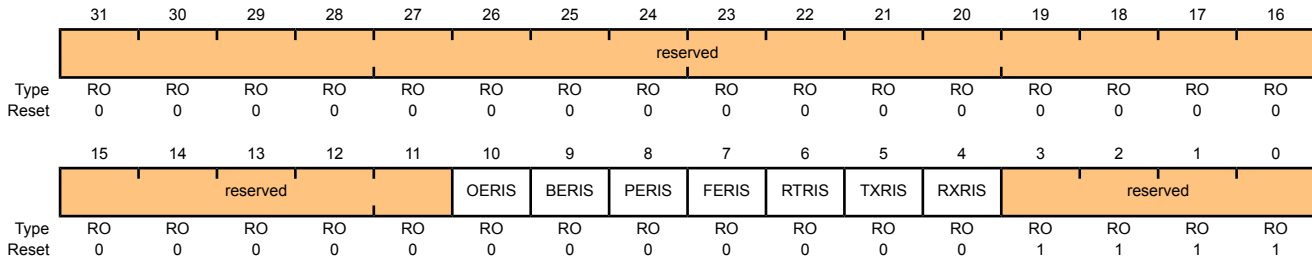 31 30 29 28 27 26 25 24 23 22 21 20 19 18 17 16
reserved
Type RO RO RO RO RO RO RO RO RO RO RO RO RO RO RO RO
Reset 0 0 0 0 0 0 0 0 0 0 0 0 0 0 0 0
15 14 13 12 11 10 9 8 7 6 5 4 3 2 1 0
reserved OERIS BERIS PERIS FERIS RTRIS TXRIS RXRIS reserved
Type RO RO RO RO RO RO RO RO RO RO RO RO RO RO RO RO
Reset 0 0 0 0 0 0 0 0 0 0 0 0 1 1 1 1